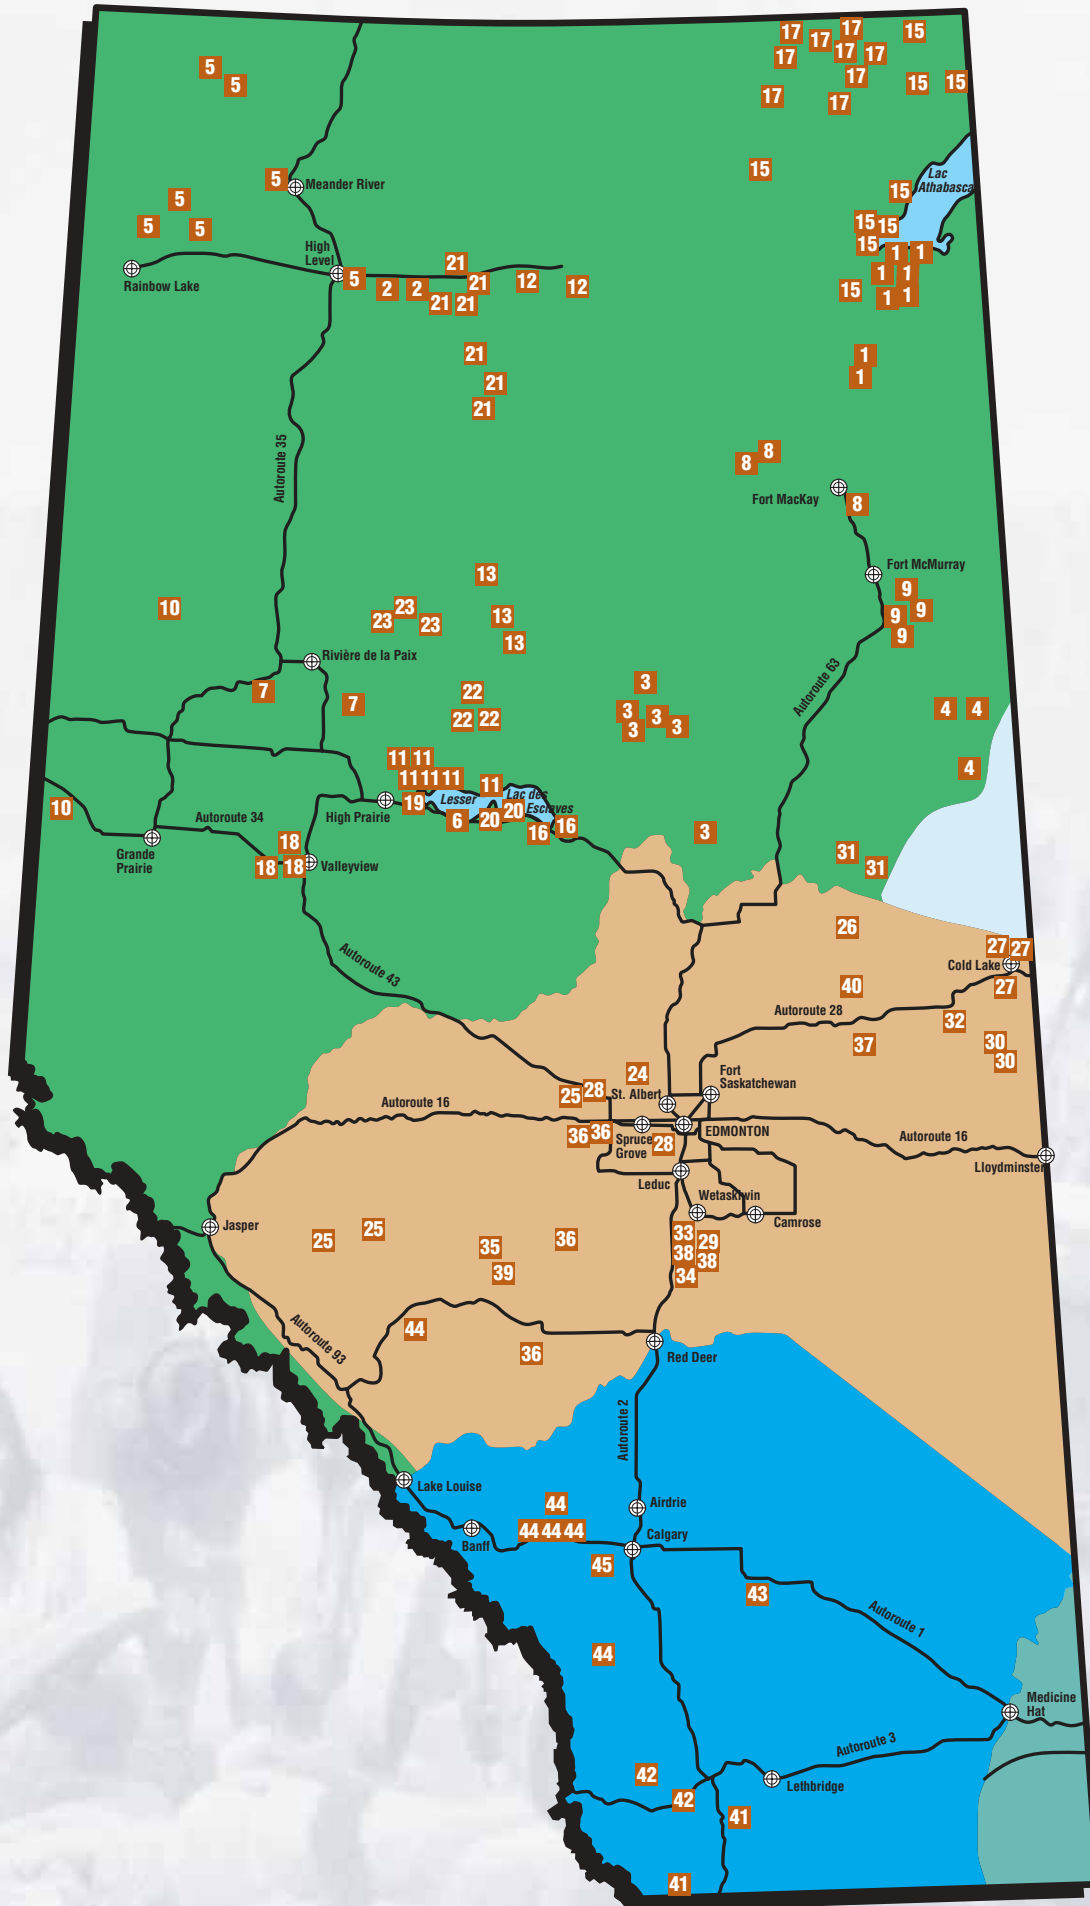 17
17
17
15
17
17
17
5
5
17
15
15
17
17
15
5
Meander River
Lac
Athabasca
15
5
5
5
15
15
15
High
Level
1
1
21
Rainbow Lake
5
2
2
21
12
12
1
1
21
21
15
1
1
21
1
1
21
21
Autoroute 35
8
8
Fort MacKay
8
Fort McMurray
13
9
10
23
9
23
23
13
9
13
9
Rivière de la Paix
Autoroute 63
7
7
22
3
4
4
22
22
3
3
3
3
11
11
4
11
11
11
11
Lesser
Lac des
Esclaves
10
19
High Prairie
6
20
20
16
16
3
Autoroute 34
Grande
Prairie
18
18
18
Valleyview
31
31
26
27
27
Cold Lake
27
Autoroute 43
40
Autoroute 28
32
37
30
30
24
Fort
Saskatchewan
25
28
St. Albert
Autoroute 16
36
36
Spruce
Grove
28
EDMONTON
Autoroute 16
Lloydminster
Leduc
Wetaskiwin
Camrose
Jasper
25
25
35
36
33
29
38
38
39
34
Autoroute 93
44
36
Red Deer
Autoroute 2
Lake Louise
44
Airdrie
Banff
44
44
44
Calgary
45
43
Autoroute 1
44
Medicine
Hat
Autoroute 3
42
Lethbridge
42
41
41